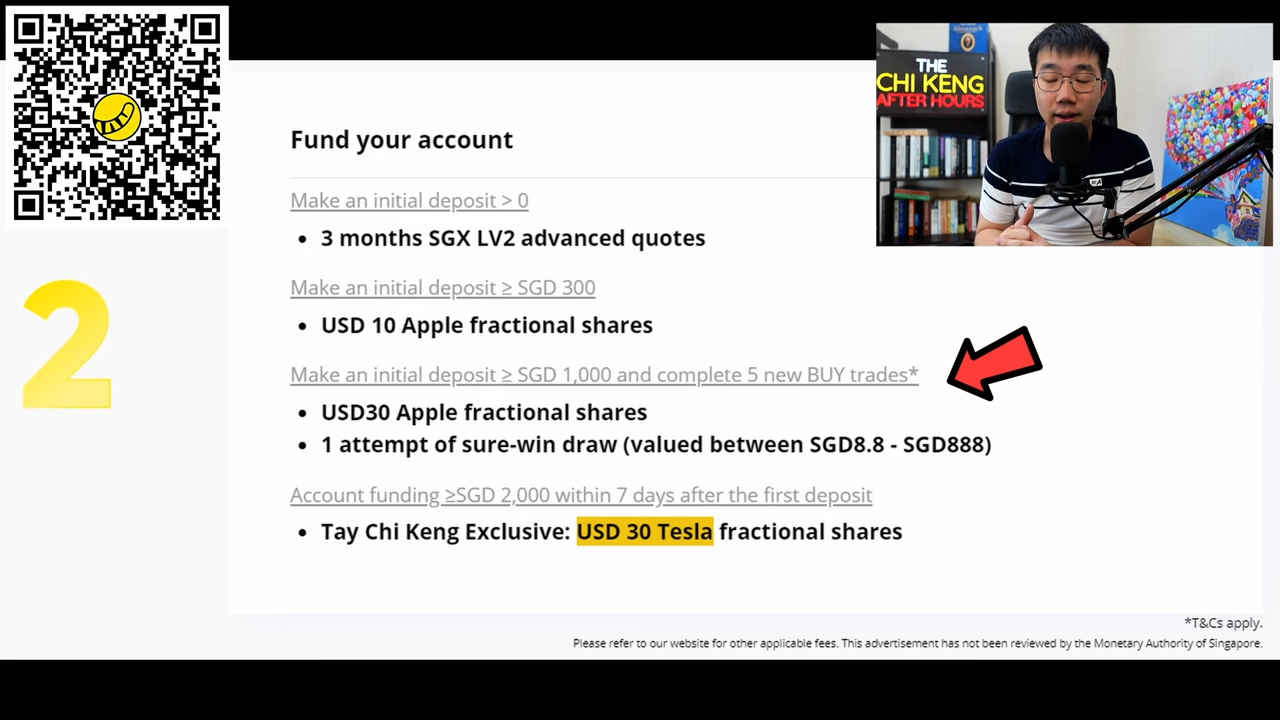 Almanack
THE
CHI KENG
AFTER HOURS
Fund your account
Make an initial deposit > 0
• 3 months SGX LV2 advanced quotes
Make an initial deposit ≥ SGD 300
• USD 10 Apple fractional shares
Make an initial deposit ≥ SGD 1,000 and complete 5 new BUY trades*
• USD30 Apple fractional shares
• 1 attempt of sure-win draw (valued between SGD8.8 - SGD888)
2
Account funding ≥SGD 2,000 within 7 days after the first deposit
• Tay Chi Keng Exclusive: USD 30 Tesla fractional shares
*T&Cs apply.
Please refer to our website for other applicable fees. This advertisement has not been reviewed by the Monetary Authority of Singapore.